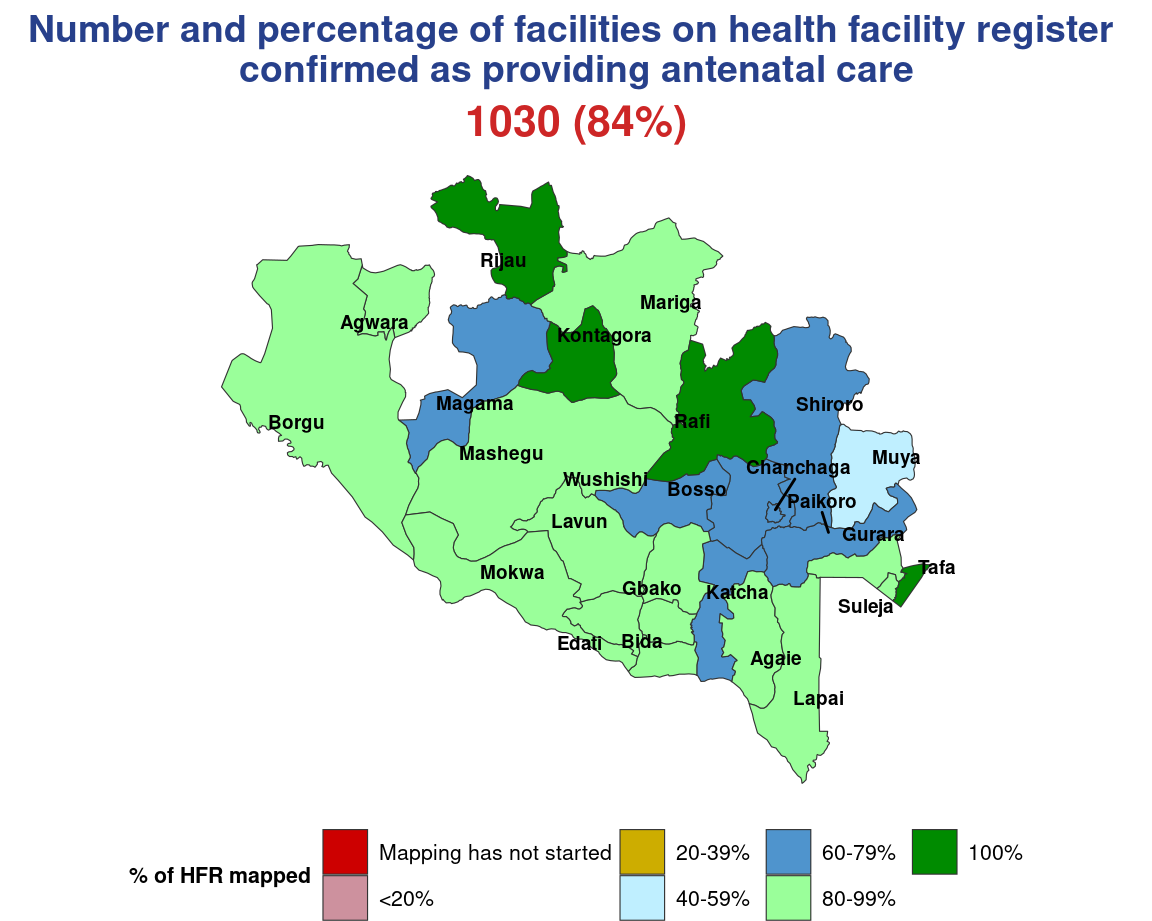 Number and percentage of facilities on health facility register
confirmed as providing antenatal care
1030 (84%)
Rijau
Mariga
Agwara
Kontagora
Magama
Shiroro
Borgu
Rafi
Mashegu
Muya
Chanchaga
Wushishi
Bosso
Paikoro
Lavun
Gurara
Tafa
Mokwa
Gbako
Katcha
Suleja
Edati
Bida
Agaie
Lapai
% of HFR mapped
Mapping has not started
20-39%
60-79%
100%
<20%
40-59%
80-99%